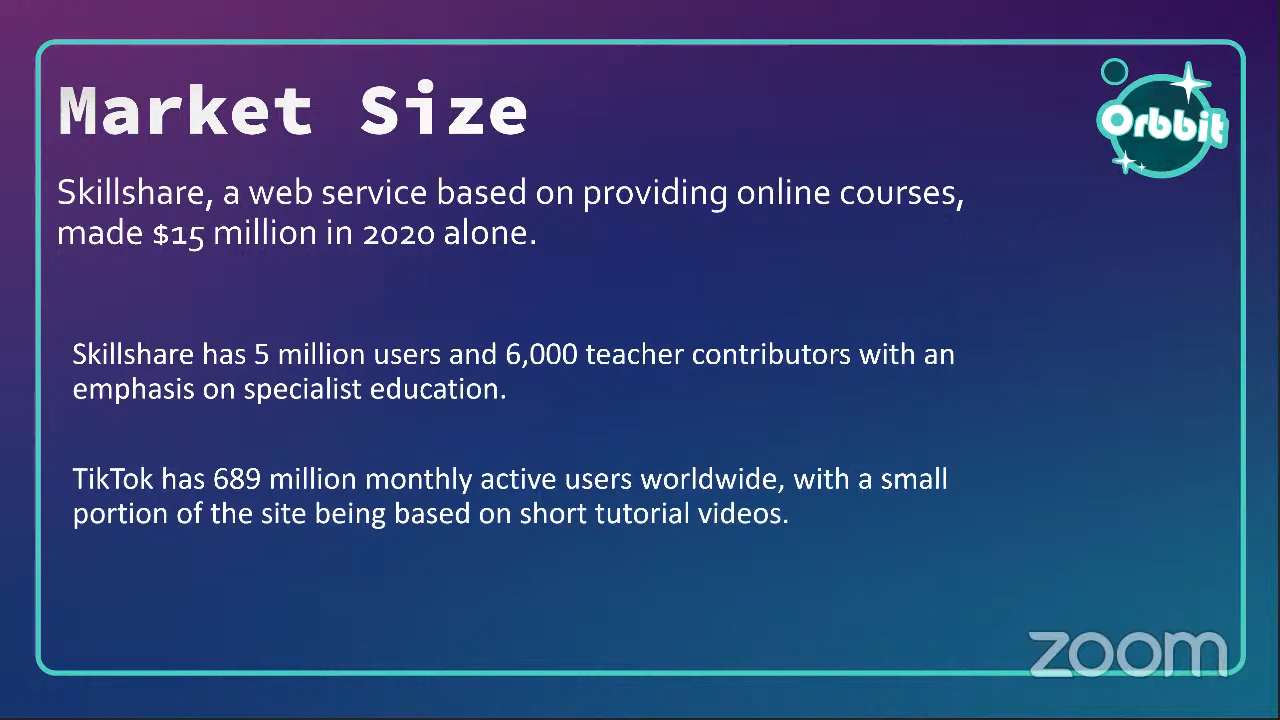 Market Size
Orbbit
Skillshare, a web service based on providing online courses,
made $15 million in 2020 alone.
Skillshare has 5 million users and 6,000 teacher contributors with an
emphasis on specialist education.
TikTok has 689 million monthly active users worldwide, with a small
portion of the site being based on short tutorial videos.
zoom